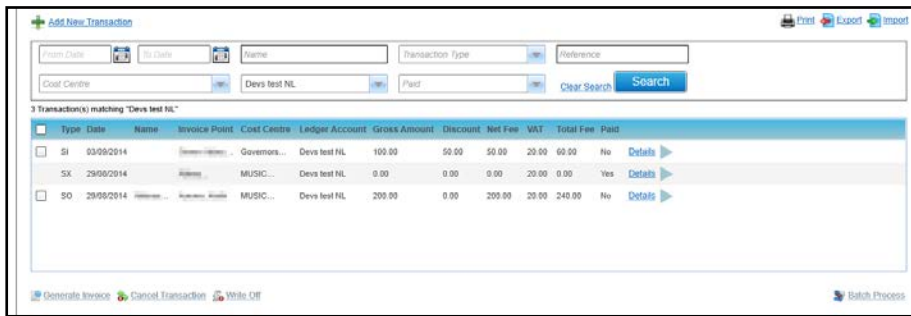 Add New Transaction Print Export Import
From Date To Date Name Transaction Type Reference
Cost Centre Devs test NL Paid Clear Search Search
3 Transaction(s) matching "Devs test NL"
Type Date Name Invoice Point Cost Centre Ledger Account Gross Amount Discount Net Fee VAT Total Fee Paid
SI 03/09/2014 Governors... Devs test NL 100.00 50.00 50.00 20.00 60.00 No Details
SX 29/08/2014 MUSIC... Devs test NL 0.00 0.00 0.00 20.00 0.00 Yes Details
SO 29/08/2014 MUSIC... Devs test NL 200.00 0.00 200.00 20.00 240.00 No Details
Generate Invoice Cancel Transaction Write Off Batch Process